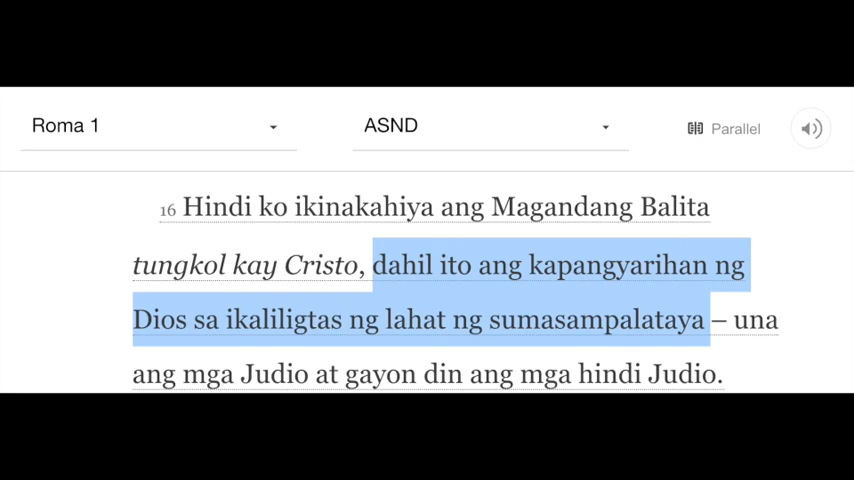 Roma 1
ASND
Parallel
16 Hindi ko ikinakahiya ang Magandang Balita
tungkol kay Cristo, dahil ito ang kapangyarihan ng
Dios sa ikaliligtas ng lahat ng sumasampalataya – una
ang mga Judio at gayon din ang mga hindi Judio.